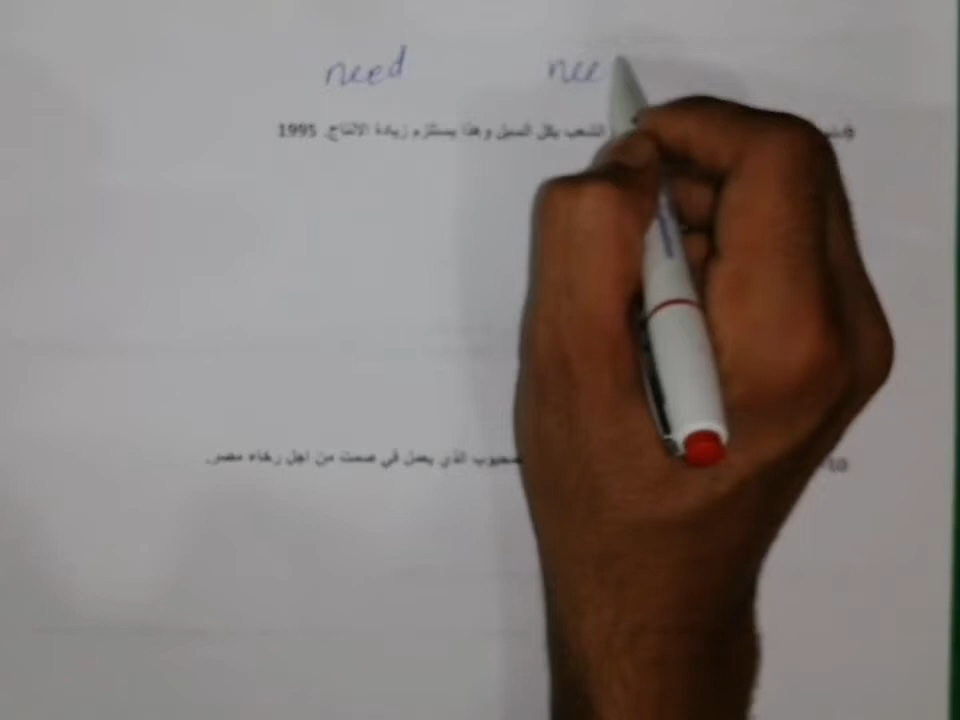 need nee
الشعب بكل السبل وهذا يستلزم زيادة الانتاج. 1995
10- محبوب الذي يعمل في صمت من اجل رخاء مصر.